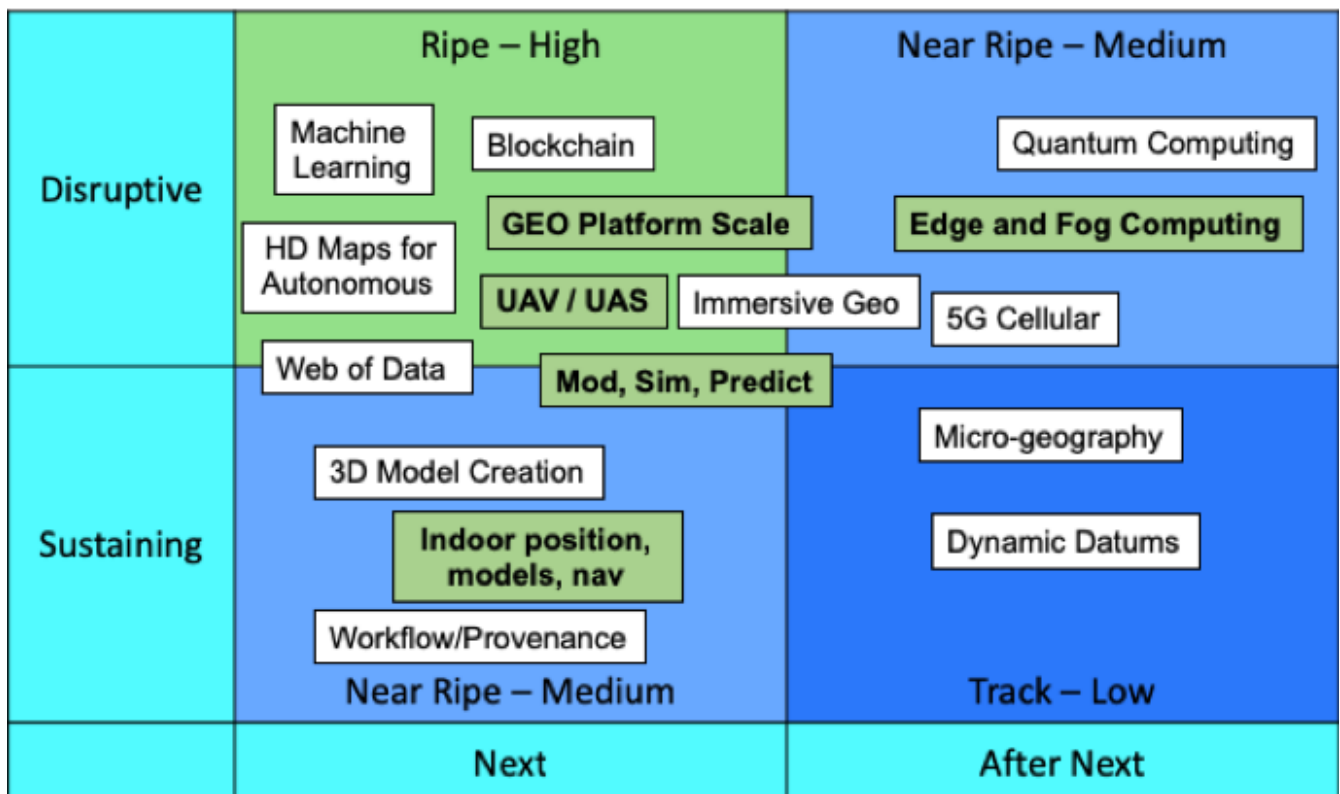 Ripe – High
Near Ripe – Medium
Disruptive
Machine
Learning
Blockchain
Quantum Computing
GEO Platform Scale
Edge and Fog Computing
HD Maps for
Autonomous
UAV / UAS
Immersive Geo
5G Cellular
Web of Data
Mod, Sim, Predict
Sustaining
Micro-geography
3D Model Creation
Indoor position,
models, nav
Dynamic Datums
Workflow/Provenance
Near Ripe – Medium
Track – Low
Next
After Next